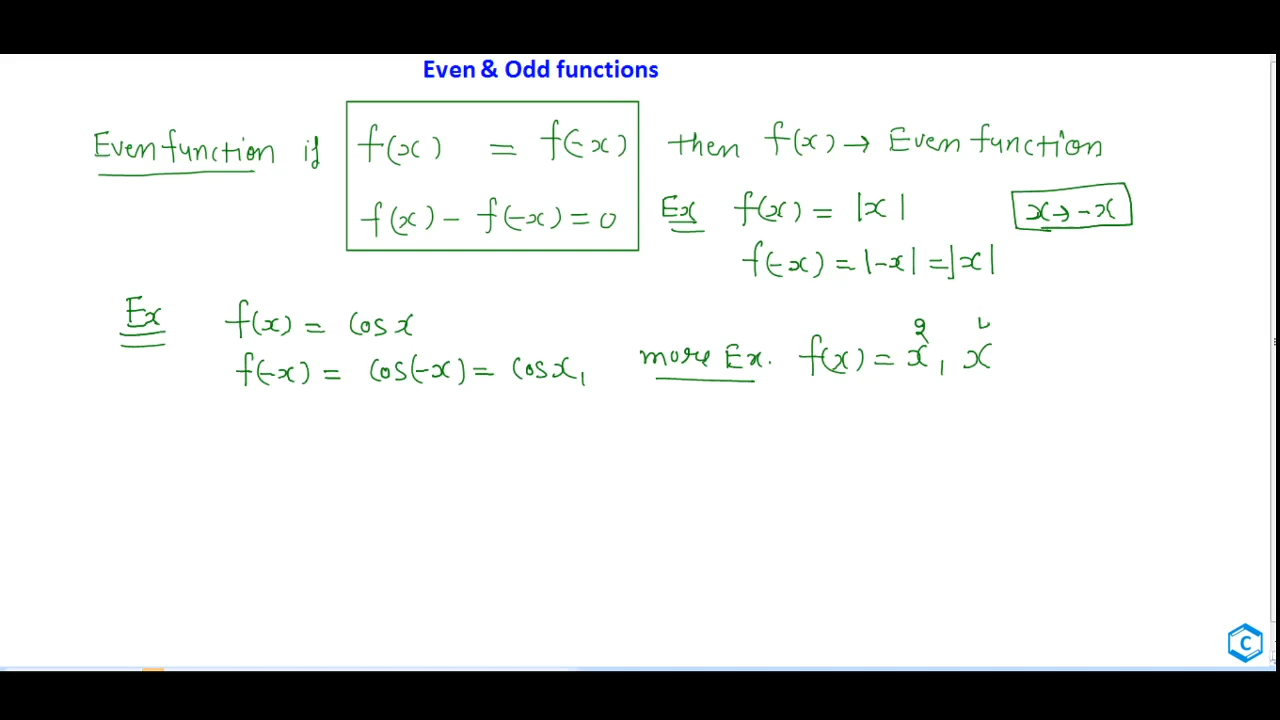 Even & Odd functions
Even function if f(x) = f(-x) then f(x) → Even function
f(x) - f(-x) = 0
Ex f(x) = |x| x → -x
f(-x) = |-x| = |x|
Ex f(x) = cos x
f(-x) = cos(-x) = cos x,
more Ex. f(x) = x², x
C